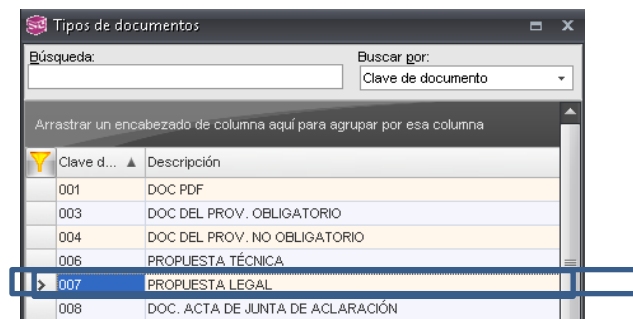 Tipos de documentos
Búsqueda: Buscar por:
Clave de documento
Arrastrar un encabezado de columna aquí para agrupar por esa columna
Clave d... Descripción
001 DOC PDF
003 DOC DEL PROV. OBLIGATORIO
004 DOC DEL PROV. NO OBLIGATORIO
006 PROPUESTA TÉCNICA
007 PROPUESTA LEGAL
008 DOC. ACTA DE JUNTA DE ACLARACIÓN